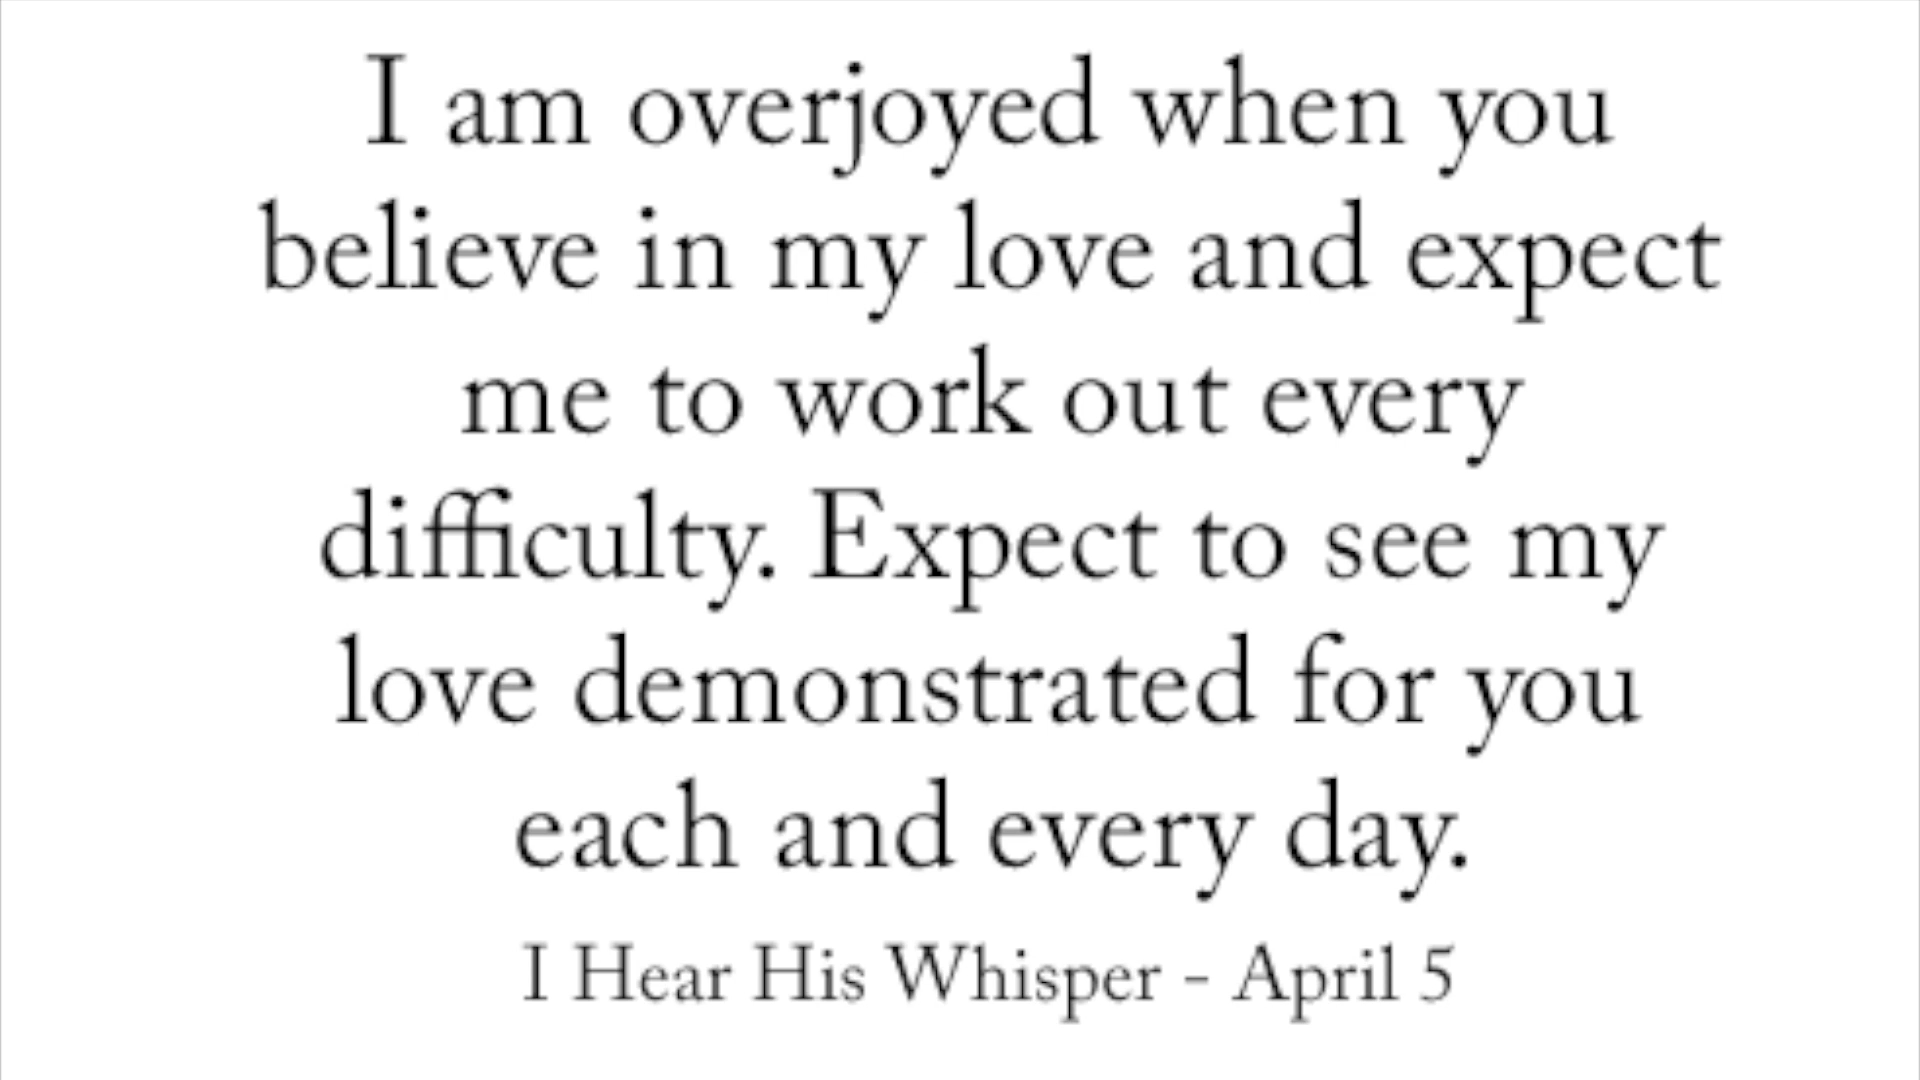 I am overjoyed when you
believe in my love and expect
me to work out every
difficulty. Expect to see my
love demonstrated for you
each and every day.
I Hear His Whisper - April 5